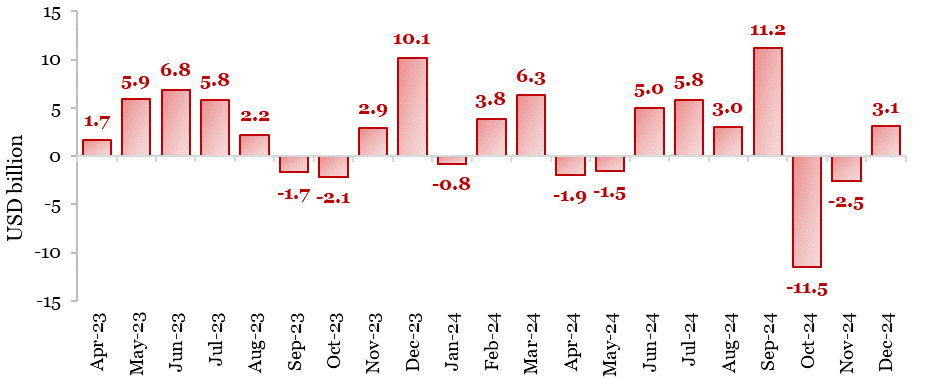 USD billion
15
10
5
0
-5
-10
-15
1.7
5.9
6.8
5.8
2.2
-1.7
-2.1
2.9
10.1
-0.8
3.8
6.3
-1.9
-1.5
5.0
5.8
3.0
11.2
-11.5
-2.5
3.1
Apr-23
May-23
Jun-23
Jul-23
Aug-23
Sep-23
Oct-23
Nov-23
Dec-23
Jan-24
Feb-24
Mar-24
Apr-24
May-24
Jun-24
Jul-24
Aug-24
Sep-24
Oct-24
Nov-24
Dec-24